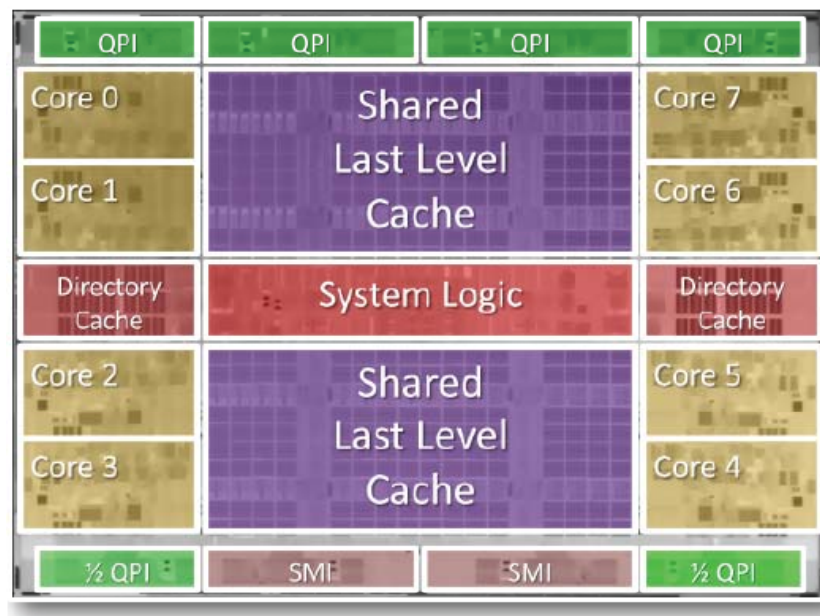 QPI QPI QPI QPI
Core 0
Shared
Last Level
Cache
Core 7
Core 1
Core 6
Directory
Cache
System Logic
Directory
Cache
Core 2
Shared
Last Level
Cache
Core 5
Core 3
Core 4
½ QPI SMI SMI ½ QPI